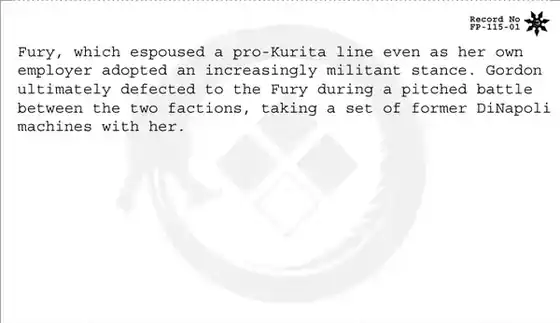 Record No
FP-115-01
Fury, which espoused a pro-Kurita line even as her own
employer adopted an increasingly militant stance. Gordon
ultimately defected to the Fury during a pitched battle
between the two factions, taking a set of former DiNapoli
machines with her.